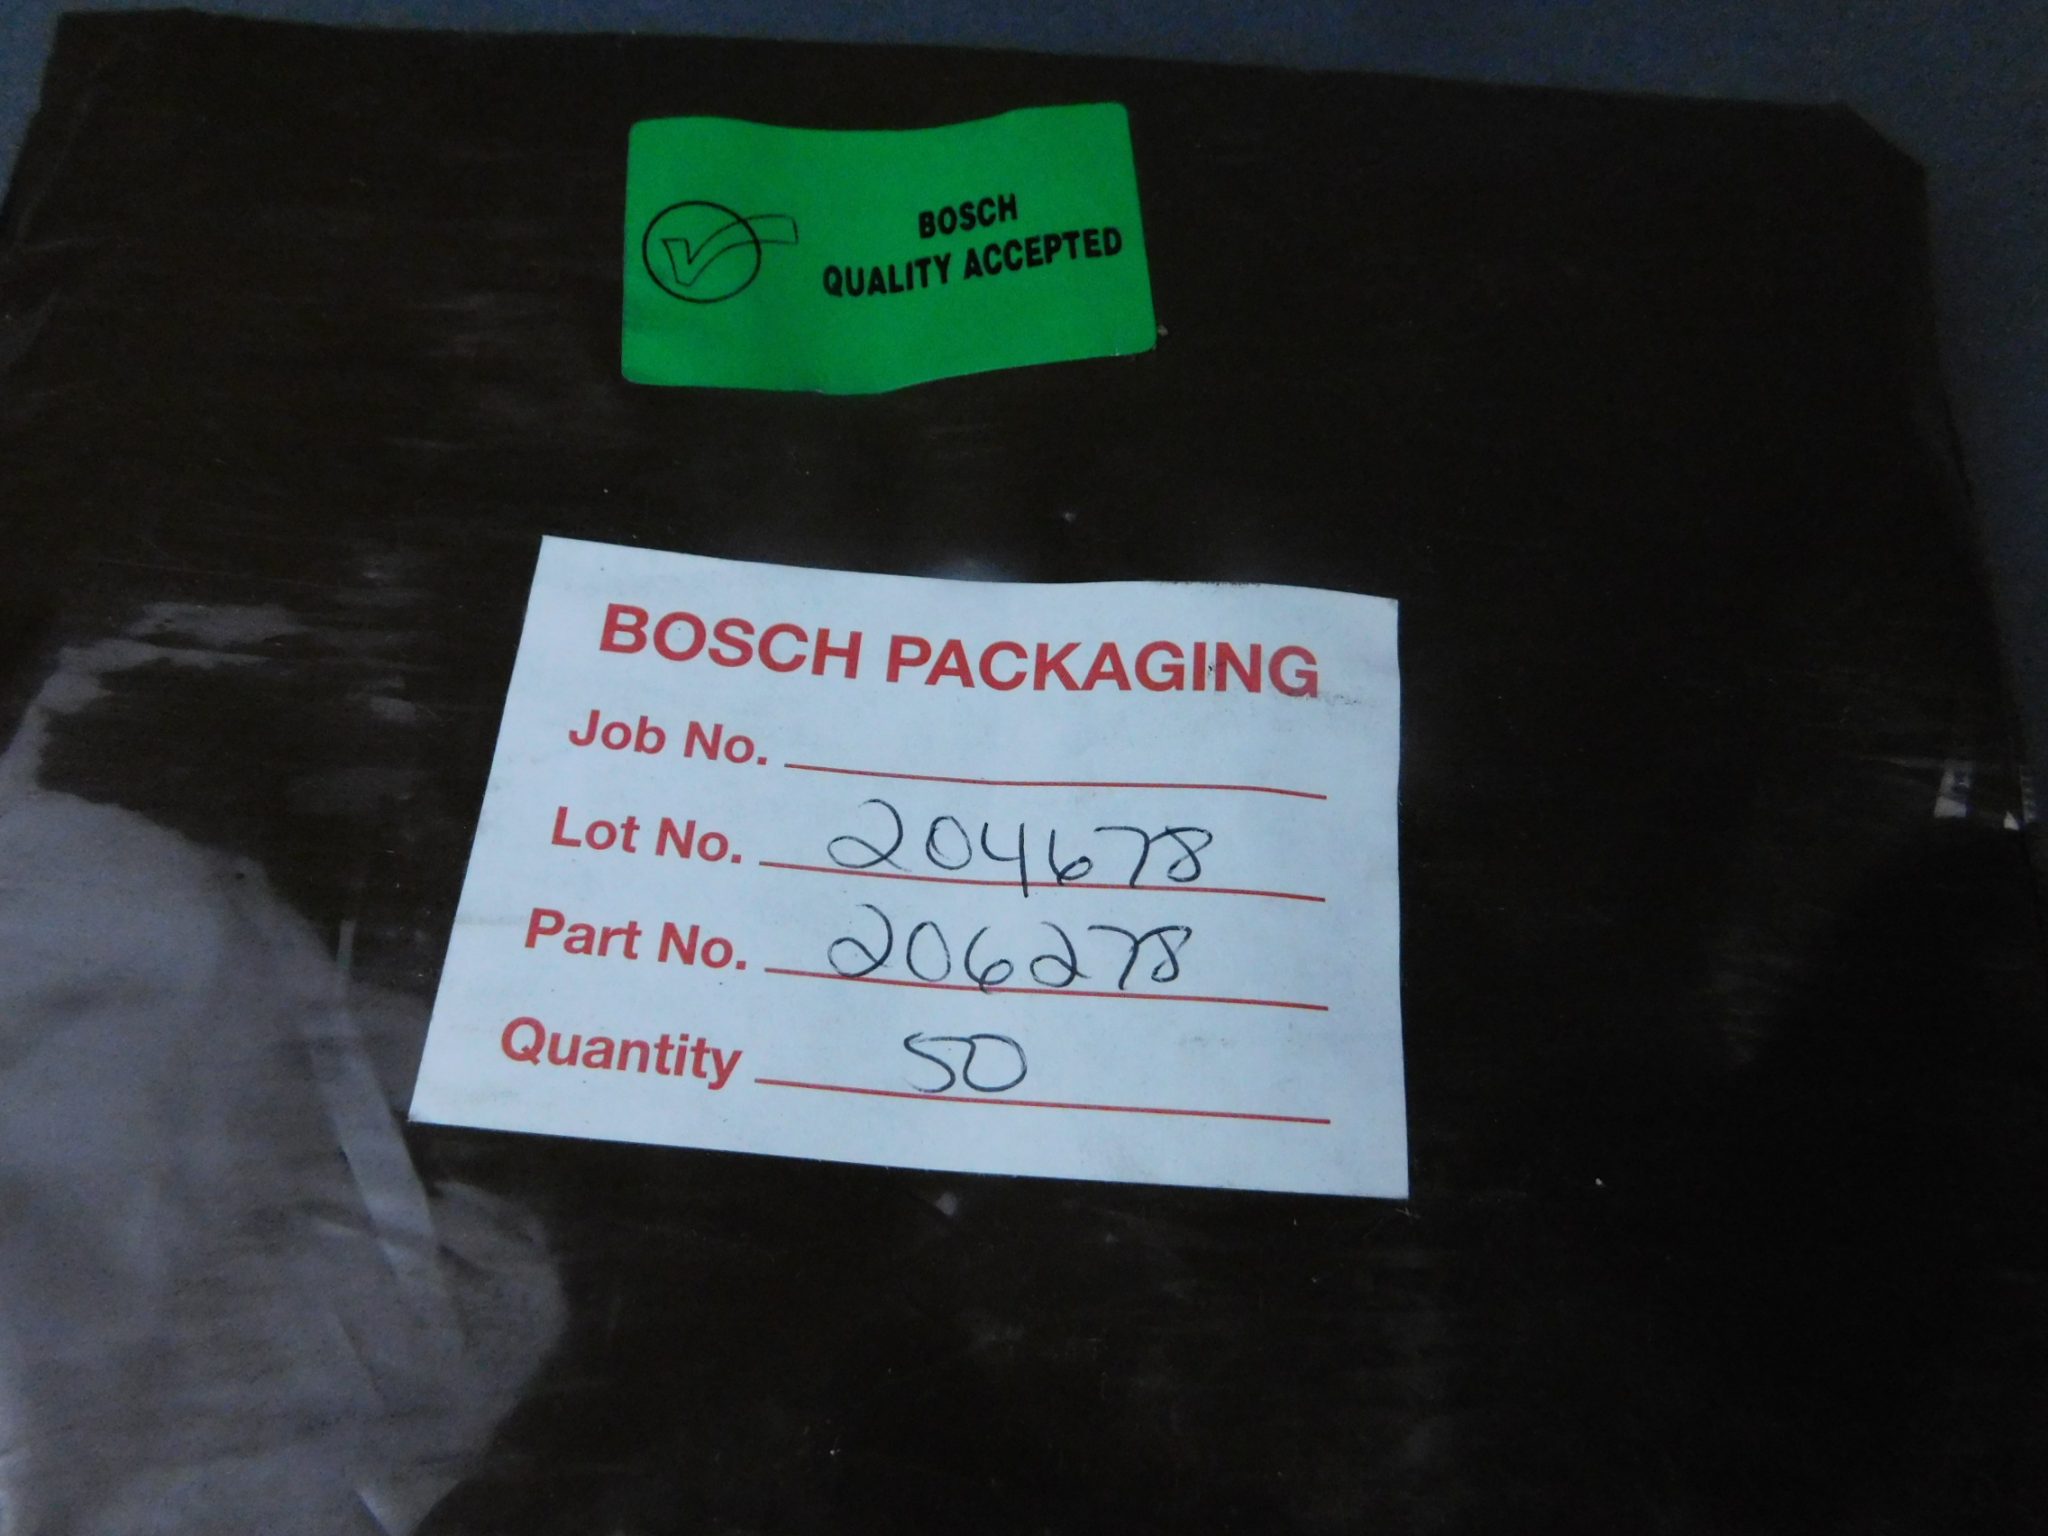 BOSCH
QUALITY ACCEPTED
BOSCH PACKAGING
Job No.
Lot No. 204678
Part No. 206278
Quantity 50